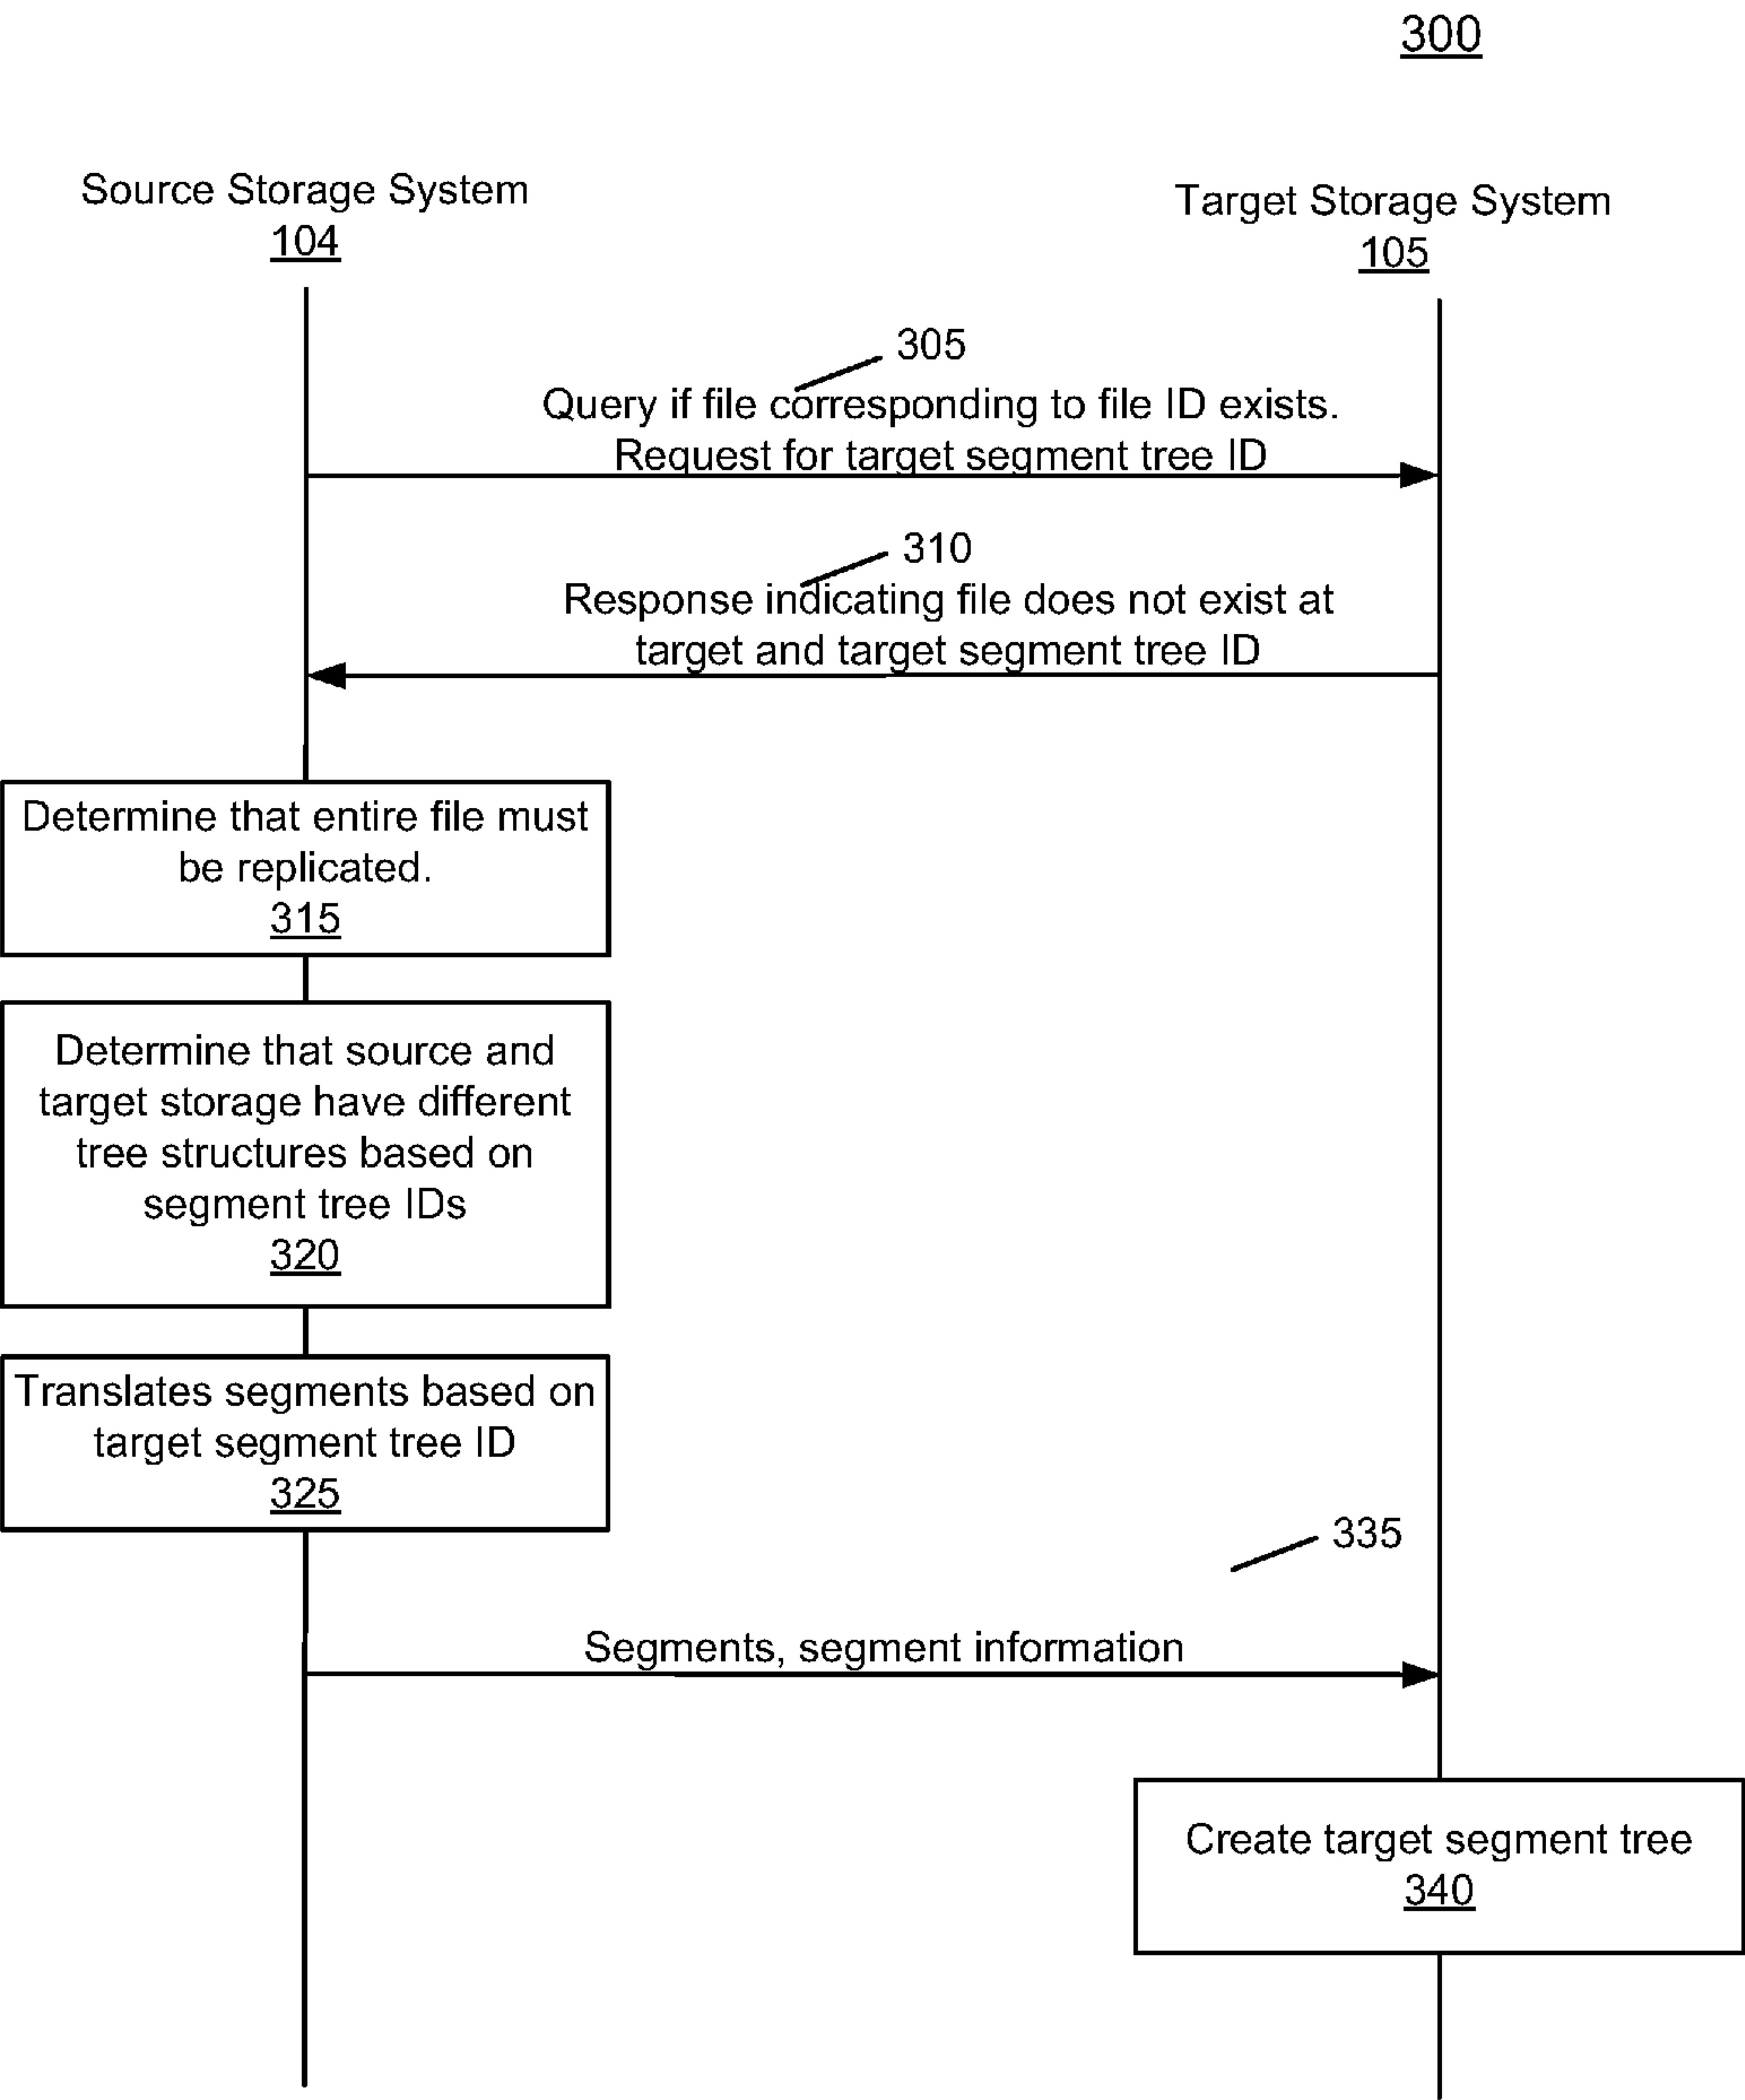 300
Source Storage System
104
Target Storage System
105
305
Query if file corresponding to file ID exists.
Request for target segment tree ID
310
Response indicating file does not exist at
target and target segment tree ID
Determine that entire file must
be replicated.
315
Determine that source and
target storage have different
tree structures based on
segment tree IDs
320
Translates segments based on
target segment tree ID
325
335
Segments, segment information
Create target segment tree
340